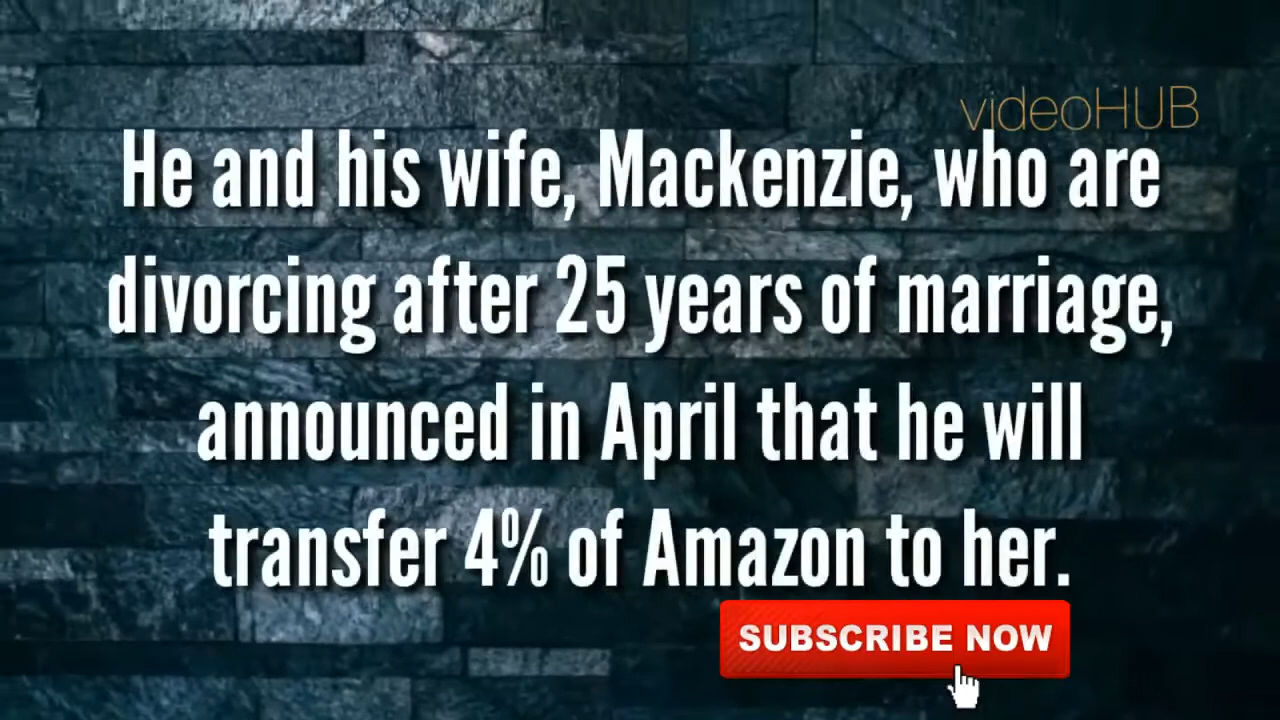 videoHUB
He and his wife, Mackenzie, who are
divorcing after 25 years of marriage,
announced in April that he will
transfer 4% of Amazon to her.
SUBSCRIBE NOW